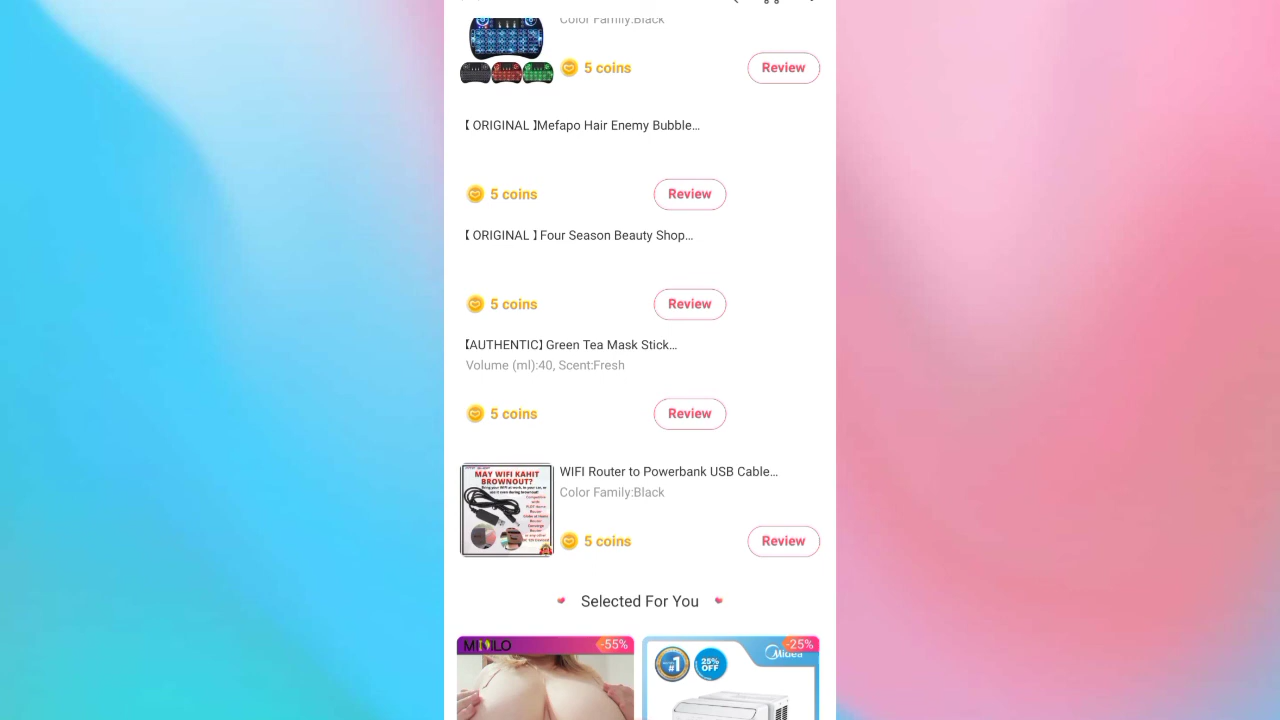 Color Family:Black
5 coins
Review
【 ORIGINAL 】Mefapo Hair Enemy Bubble...
5 coins
Review
【 ORIGINAL 】Four Season Beauty Shop...
5 coins
Review
【AUTHENTIC】Green Tea Mask Stick...
Volume (ml):40, Scent:Fresh
5 coins
Review
MAY WIFI KAHIT
BROWNOUT?
WIFI Router to Powerbank USB Cable...
Color Family:Black
5 coins
Review
Selected For You
-55%
#1
25%
OFF
Midea
-25%